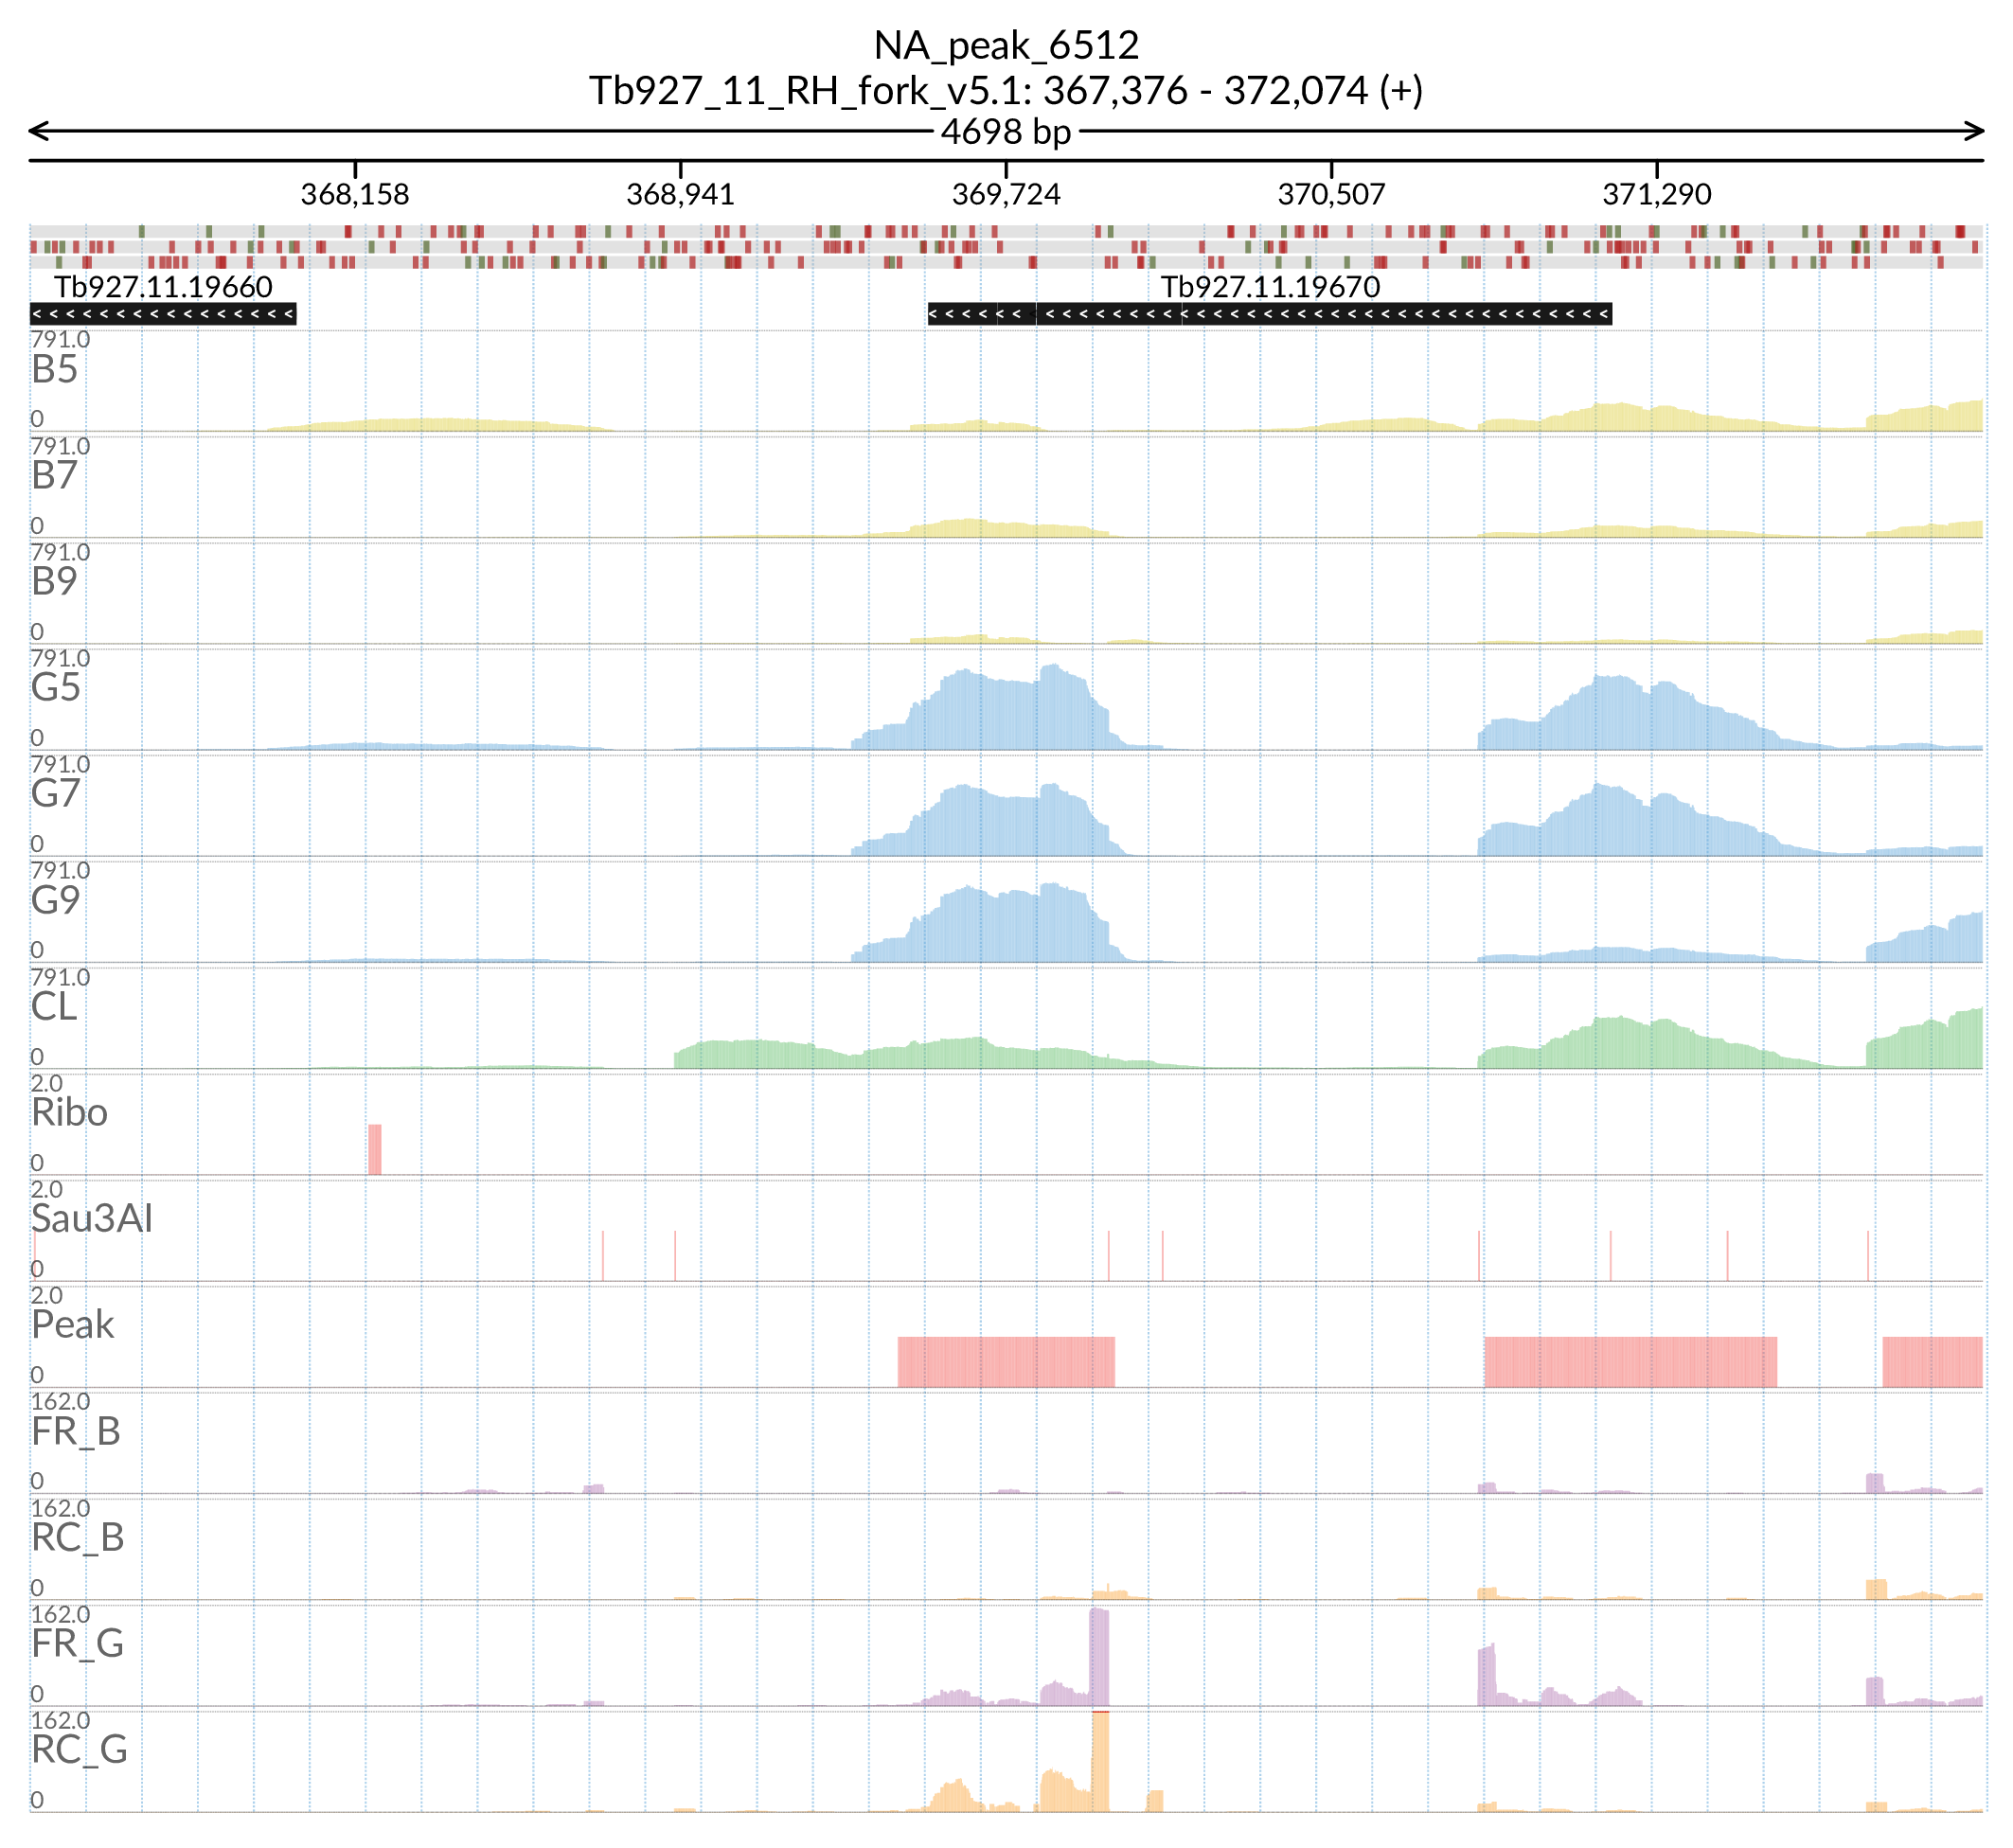 NA_peak_6512
Tb927_11_RH_fork_v5.1: 367,376 - 372,074 (+)
4698 bp
368,158 368,941 369,724 370,507 371,290
Tb927.11.19660 Tb927.11.19670
791.0
B5
0
791.0
B7
0
791.0
B9
0
791.0
G5
0
791.0
G7
0
791.0
G9
0
791.0
CL
0
2.0
Ribo
0
2.0
Sau3AI
0
2.0
Peak
0
162.0
FR_B
0
162.0
RC_B
0
162.0
FR_G
0
162.0
RC_G
0